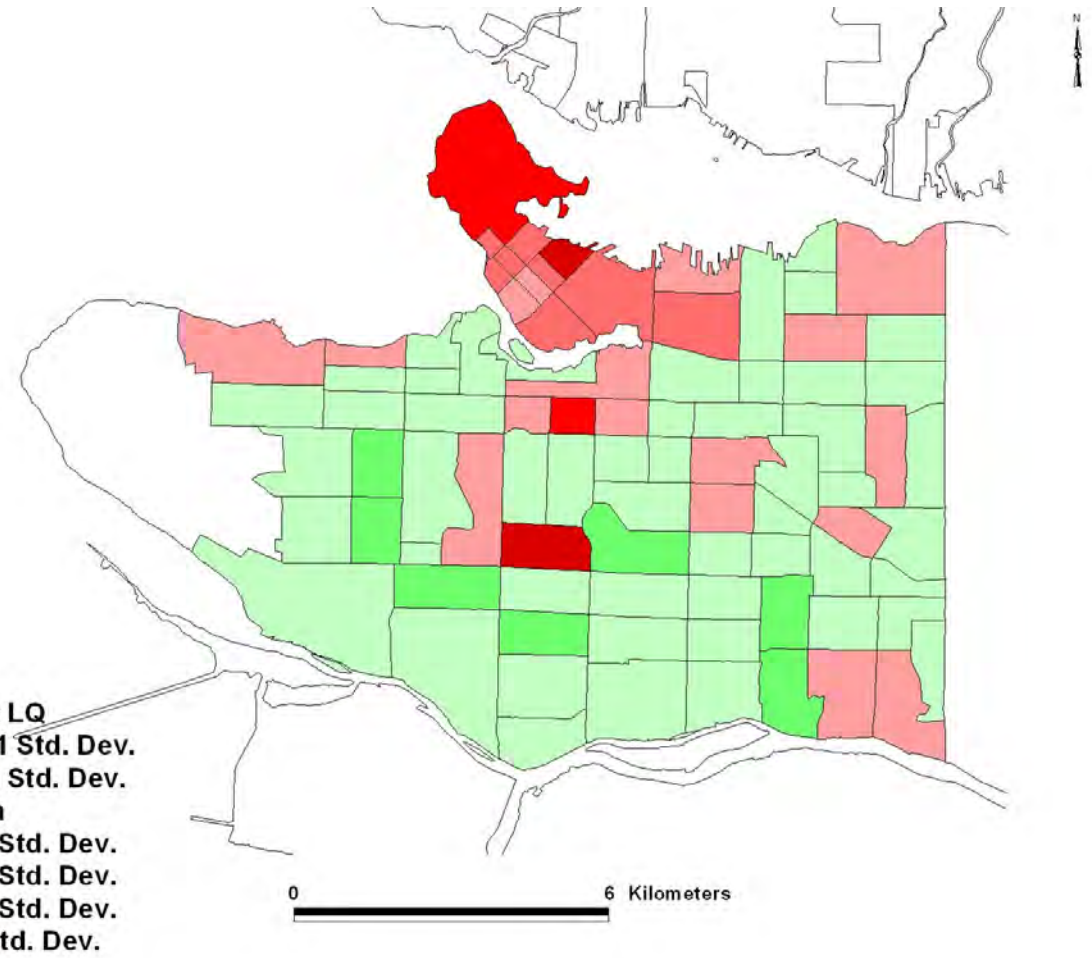 N
LQ
1 Std. Dev.
Std. Dev.
Std. Dev.
Std. Dev.
Std. Dev.
td. Dev.
0 6 Kilometers